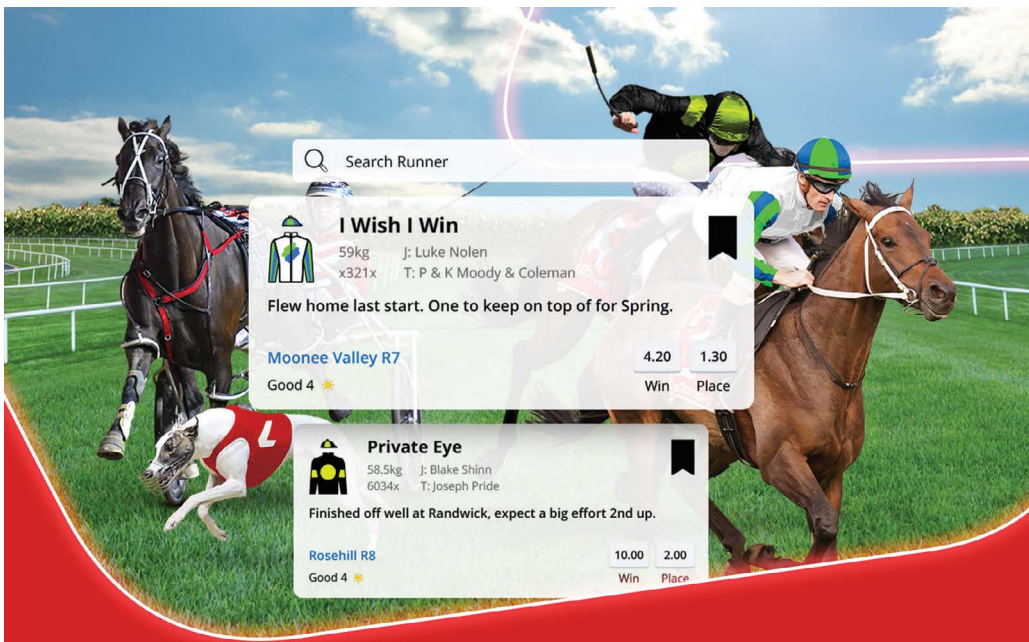 Search Runner
I Wish I Win
59kg J: Luke Nolen
x321x T: P & K Moody & Coleman
Flew home last start. One to keep on top of for Spring.
Moonee Valley R7 4.20 1.30
Good 4 Win Place
Private Eye
58.5kg J: Blake Shinn
6034x T: Joseph Pride
Finished off well at Randwick, expect a big effort 2nd up.
Rosehill R8 10.00 2.00
Good 4 Win Place